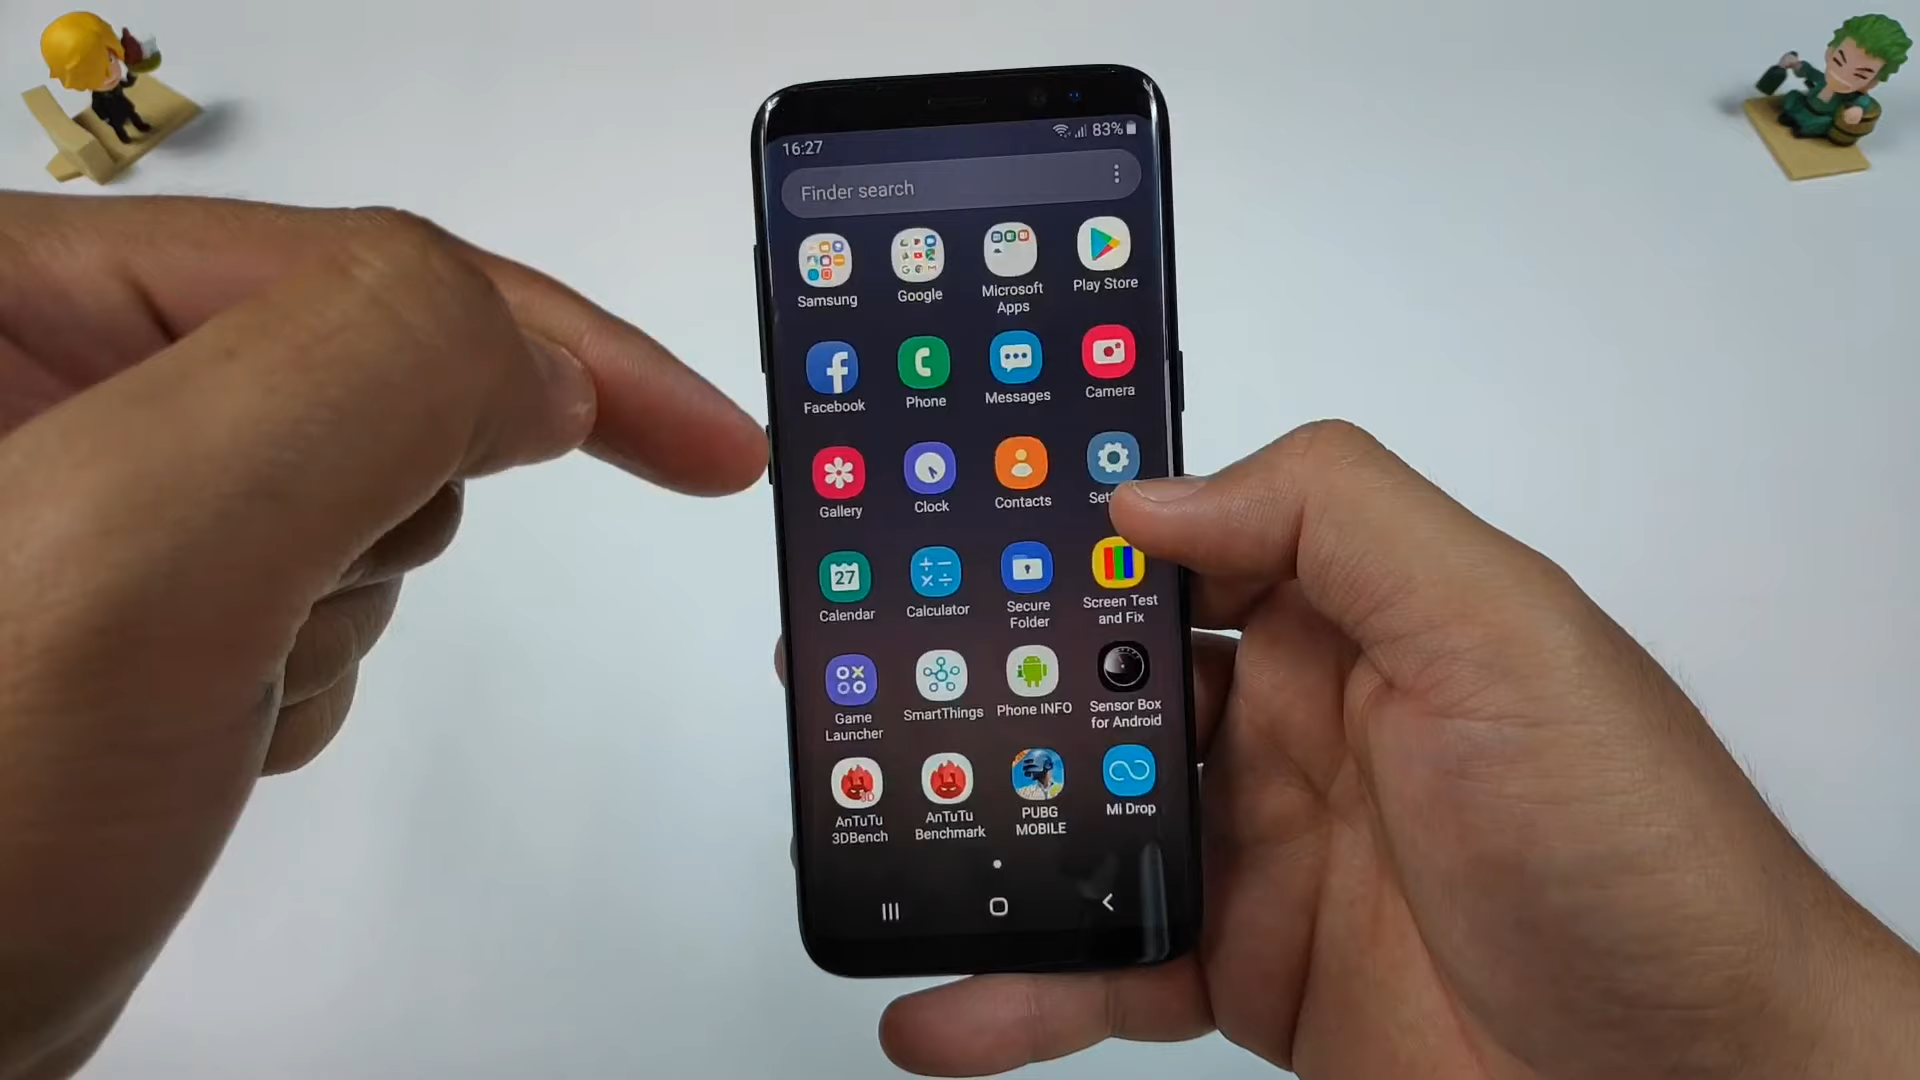 16:27
83%
Finder search
Samsung
Google
Microsoft
Apps
Play Store
Facebook
Phone
Messages
Camera
Gallery
Clock
Contacts
27
Calendar
Calculator
Secure
Folder
Screen Test
and Fix
Game
Launcher
SmartThings
Phone INFO
Sensor Box
for Android
3D
AnTuTu
3DBench
AnTuTu
Benchmark
PUBG
MOBILE
Mi Drop